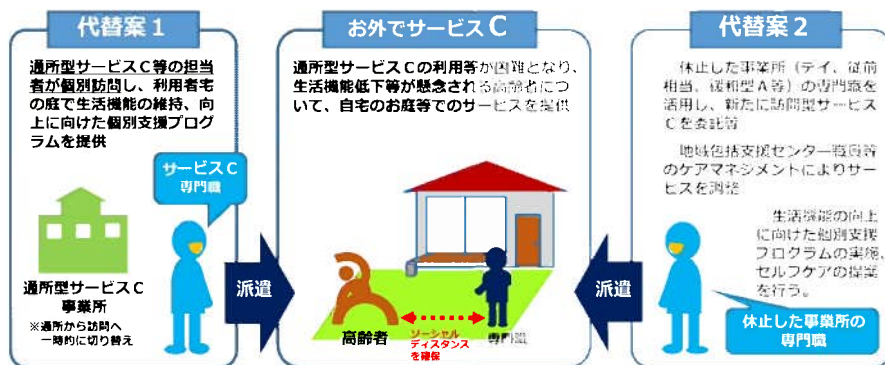 代替案1
通所型サービスC等の担当
者が個別訪問し、利用者宅
の庭で生活機能の維持、向
上に向けた個別支援プログ
ラムを提供
サービスC
専門職
通所型サービスC
事業所
※通所から訪問へ
一時的に切り替え
派遣
お外でサービスC
通所型サービスCの利用等が困難となり、
生活機能低下等が懸念される高齢者につ
いて、自宅のお庭等でのサービスを提供
高齢者
ソーシャル
ディスタンス
を確保
専門職
派遣
代替案2
休止した事業所（デイ、従前
相当、緩和型A等）の専門職を
活用し、新たに訪問型サービス
Cを委託等
地域包括支援センター職員等
のケアマネジメントによりサー
ビスを調整
生活機能の向上
に向けた個別支援
プログラムの実施、
セルフケアの提案
を行う。
休止した事業所の
専門職